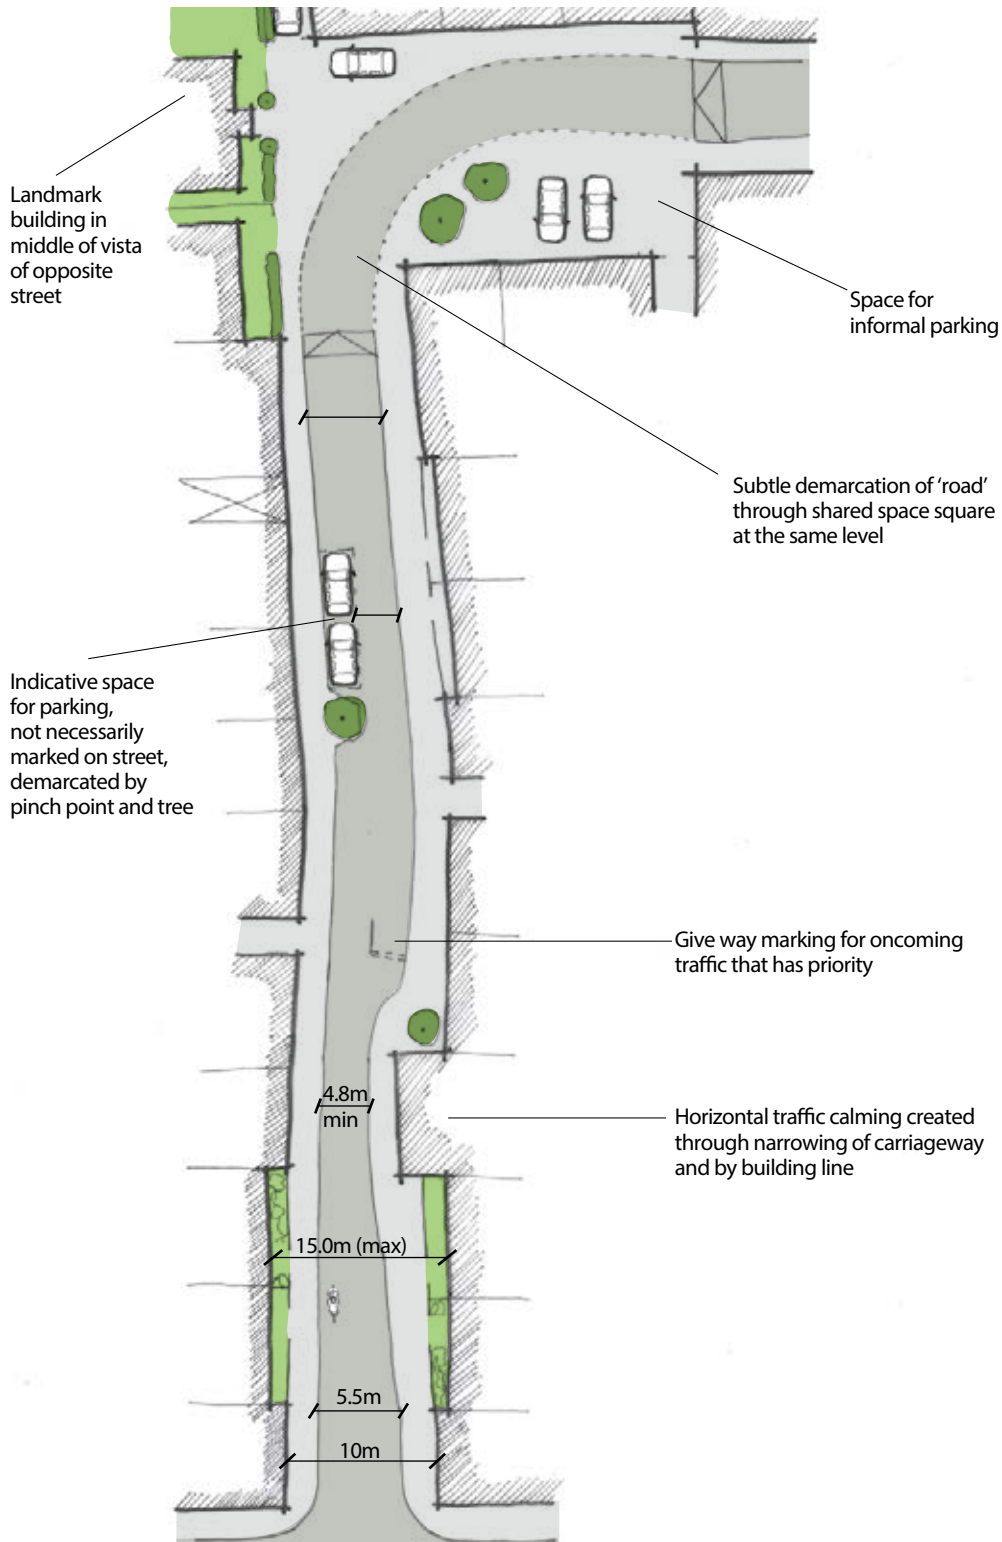 Landmark
building in
middle of vista
of opposite
street
Space for
informal parking
Subtle demarcation of ‘road’
through shared space square
at the same level
Indicative space
for parking,
not necessarily
marked on street,
demarcated by
pinch point and tree
Give way marking for oncoming
traffic that has priority
4.8m
min
Horizontal traffic calming created
through narrowing of carriageway
and by building line
15.0m (max)
5.5m
10m